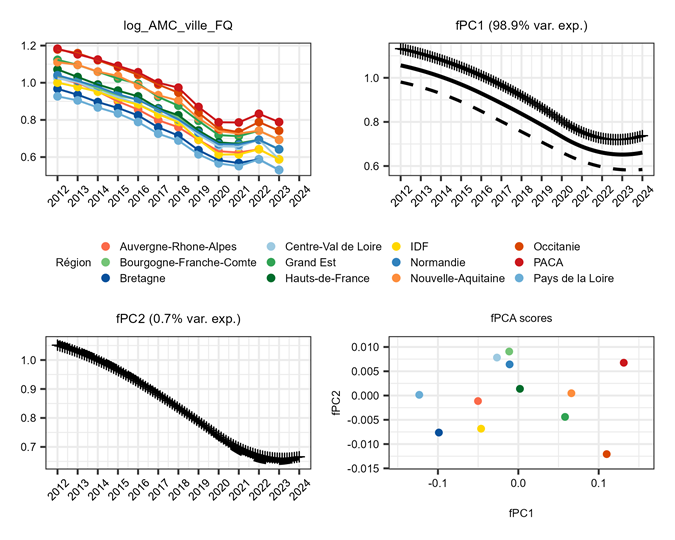 log_AMC_ville_FQ
1.2
1.0
0.8
0.6
2012 2013 2014 2015 2016 2017 2018 2019 2020 2021 2022 2023 2024
fPC1 (98.9% var. exp.)
1.0
0.8
0.6
2012 2013 2014 2015 2016 2017 2018 2019 2020 2021 2022 2023 2024
Région
Auvergne-Rhone-Alpes Centre-Val de Loire IDF Occitanie
Bourgogne-Franche-Comte Grand Est Normandie PACA
Bretagne Hauts-de-France Nouvelle-Aquitaine Pays de la Loire
fPC2 (0.7% var. exp.)
1.0
0.9
0.8
0.7
2012 2013 2014 2015 2016 2017 2018 2019 2020 2021 2022 2023 2024
fPCA scores
fPC2
0.010
0.005
0.000
-0.005
-0.010
-0.015
-0.1 0.0 0.1
fPC1